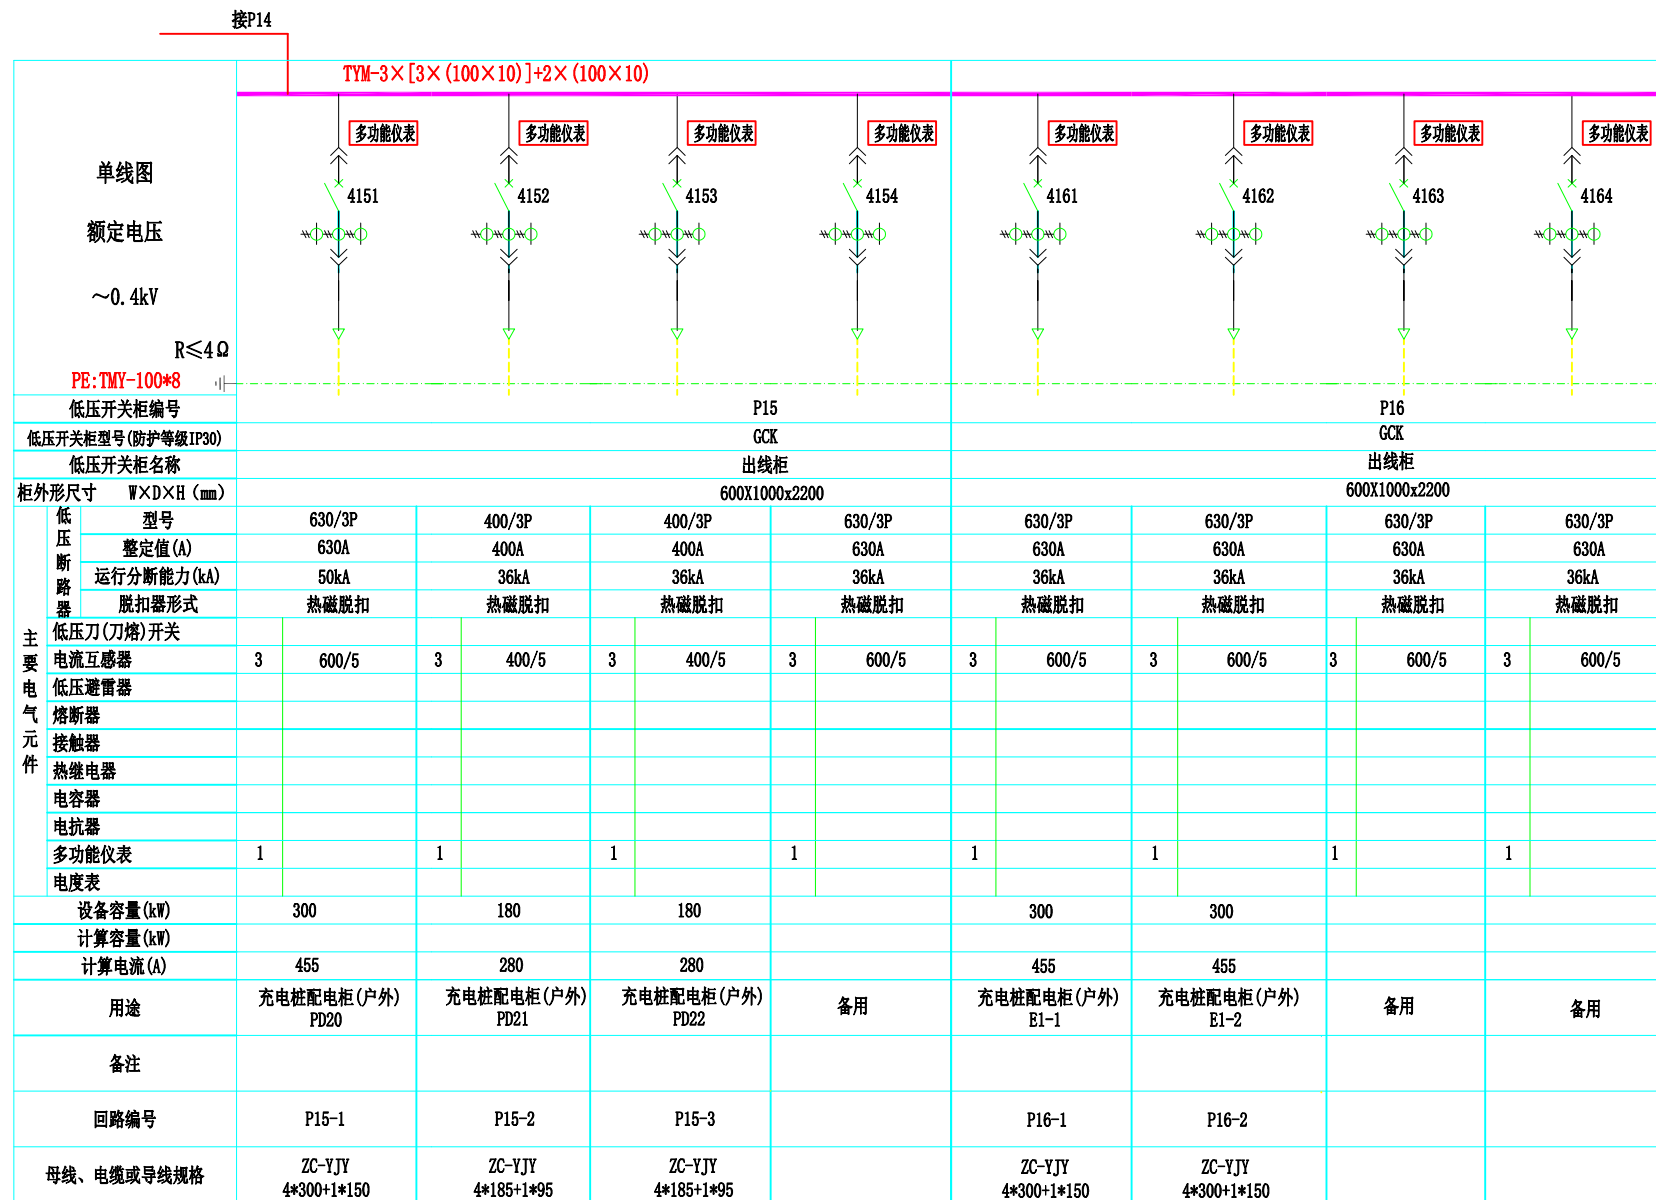 接P14
TYM-3×[3×(100×10)]+2×(100×10)
多功能仪表 多功能仪表 多功能仪表 多功能仪表 多功能仪表 多功能仪表 多功能仪表 多功能仪表
单线图
4151 4152 4153 4154 4161 4162 4163 4164
额定电压
～0.4kV
R≤4Ω
PE:TMY-100*8
低压开关柜编号 P15 P16
低压开关柜型号(防护等级IP30) GCK GCK
低压开关柜名称 出线柜 出线柜
柜外形尺寸 W×D×H (mm) 600X1000x2200 600X1000x2200
主要电气元件
低压断路器
型号 630/3P 400/3P 400/3P 630/3P 630/3P 630/3P 630/3P 630/3P
整定值(A) 630A 400A 400A 630A 630A 630A 630A 630A
运行分断能力(kA) 50kA 36kA 36kA 36kA 36kA 36kA 36kA 36kA
脱扣器形式 热磁脱扣 热磁脱扣 热磁脱扣 热磁脱扣 热磁脱扣 热磁脱扣 热磁脱扣 热磁脱扣
低压刀(刀熔)开关
电流互感器 3 600/5 3 400/5 3 400/5 3 600/5 3 600/5 3 600/5 3 600/5 3 600/5
低压避雷器
熔断器
接触器
热继电器
电容器
电抗器
多功能仪表 1 1 1 1 1 1 1 1
电度表
设备容量(kW) 300 180 180 300 300
计算容量(kW)
计算电流(A) 455 280 280 455 455
用途 充电桩配电柜(户外) 充电桩配电柜(户外) 充电桩配电柜(户外) 备用 充电桩配电柜(户外) 充电桩配电柜(户外) 备用 备用
PD20 PD21 PD22 E1-1 E1-2
备注
回路编号 P15-1 P15-2 P15-3 P16-1 P16-2
母线、电缆或导线规格 ZC-YJY ZC-YJY ZC-YJY ZC-YJY ZC-YJY
4*300+1*150 4*185+1*95 4*185+1*95 4*300+1*150 4*300+1*150